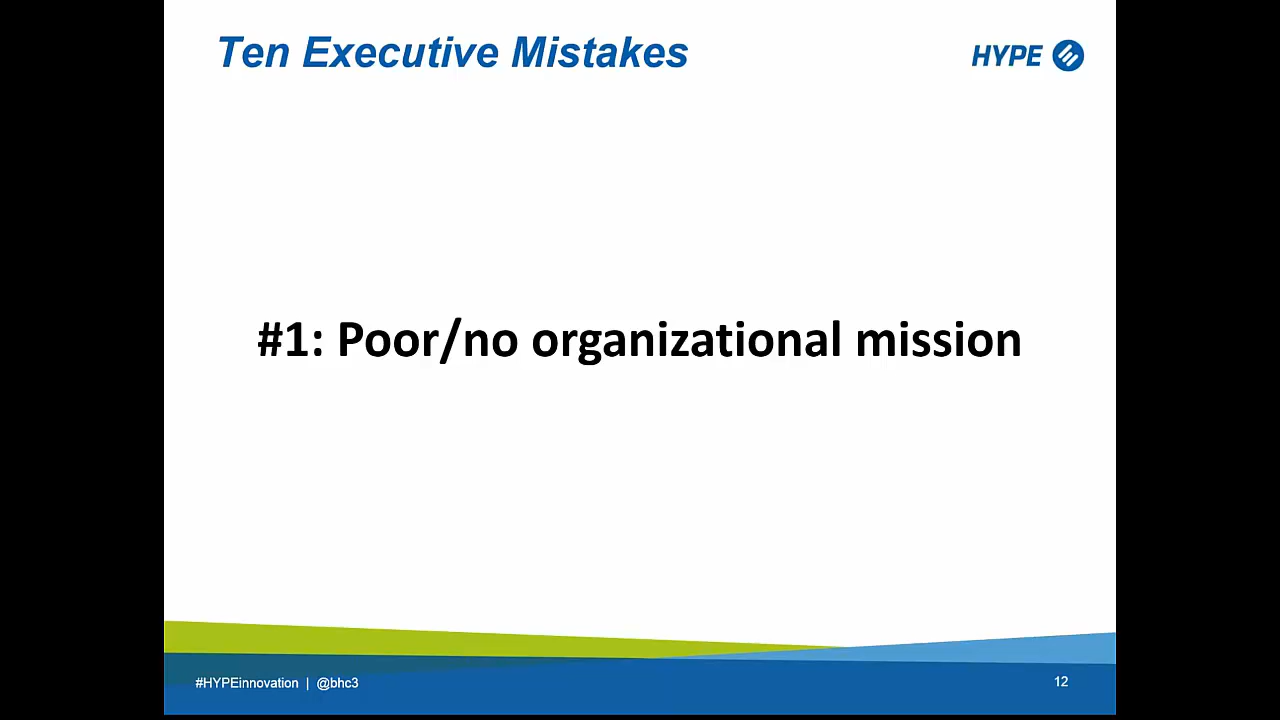 Ten Executive Mistakes
HYPE
#1: Poor/no organizational mission
#HYPEinnovation | @bhc3
12